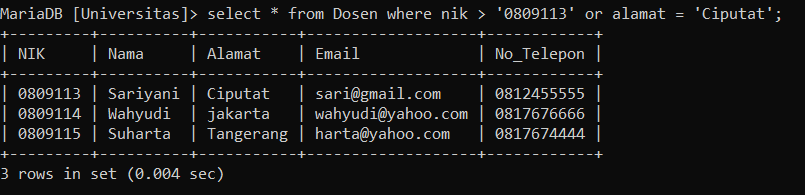 MariaDB [Universitas]> select * from Dosen where nik > '0809113' or alamat = 'Ciputat';
+---------+----------+-----------+------------------+------------+
| NIK     | Nama     | Alamat    | Email            | No_Telepon |
+---------+----------+-----------+------------------+------------+
| 0809113 | Sariyani | Ciputat   | sari@gmail.com   | 0812455555 |
| 0809114 | Wahyudi  | jakarta   | wahyudi@yahoo.com | 0817676666 |
| 0809115 | Suharta  | Tangerang | harta@yahoo.com  | 0817674444 |
+---------+----------+-----------+------------------+------------+
3 rows in set (0.004 sec)